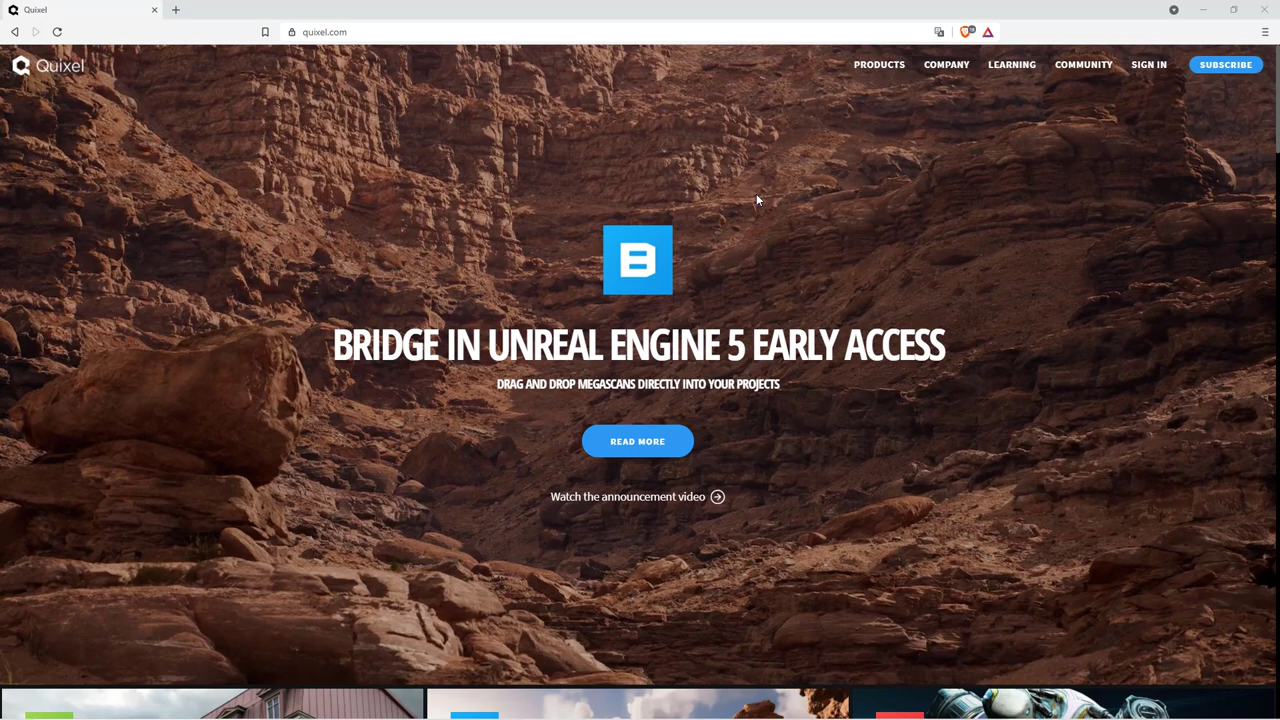 Quixel
quixel.com
Quixel
PRODUCTS
COMPANY
LEARNING
COMMUNITY
SIGN IN
SUBSCRIBE
B
BRIDGE IN UNREAL ENGINE 5 EARLY ACCESS
DRAG AND DROP MEGASCANS DIRECTLY INTO YOUR PROJECTS
READ MORE
Watch the announcement video